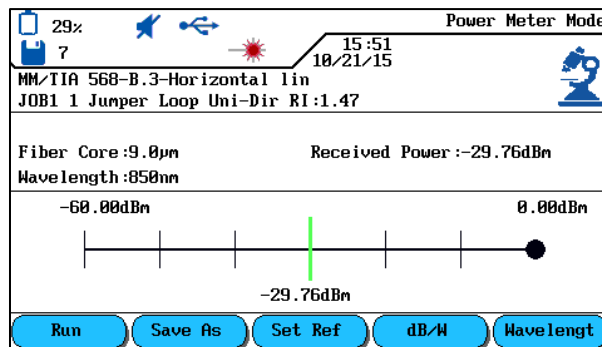 29% Power Meter Mode
7 15:51
10/21/15
MM/TIA 568-B.3-Horizontal lin
JOB1 1 Jumper Loop Uni-Dir RI:1.47
Fiber Core:9.0µm Received Power:-29.76dBm
Wavelength:850nm
-60.00dBm 0.00dBm
-29.76dBm
Run Save As Set Ref dB/W Wavelengt